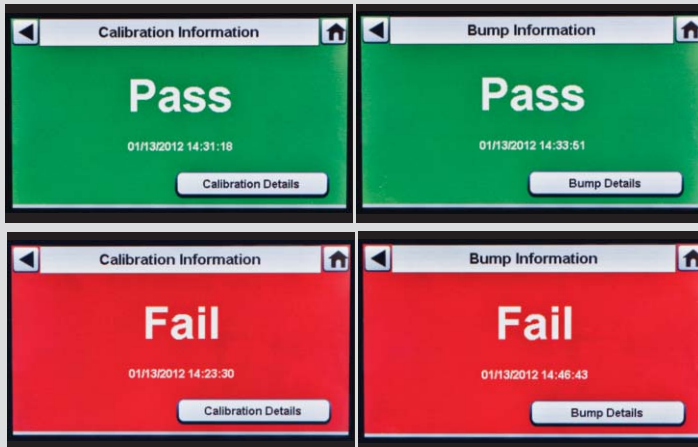 Calibration Information
Pass
01/13/2012 14:31:18
Calibration Details
Bump Information
Pass
01/13/2012 14:33:51
Bump Details
Calibration Information
Fail
01/13/2012 14:23:30
Calibration Details
Bump Information
Fail
01/13/2012 14:46:43
Bump Details